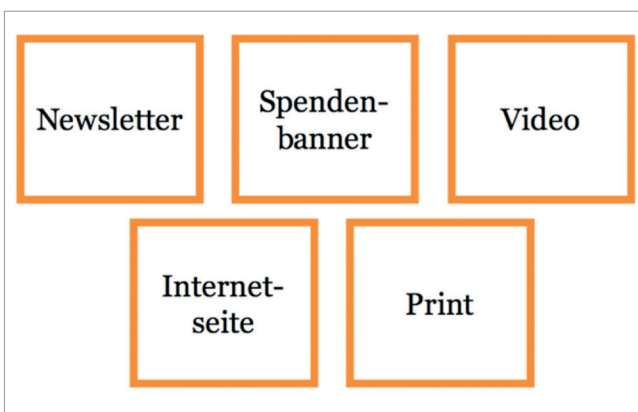 Newsletter
Spenden-
banner
Video
Internet-
seite
Print